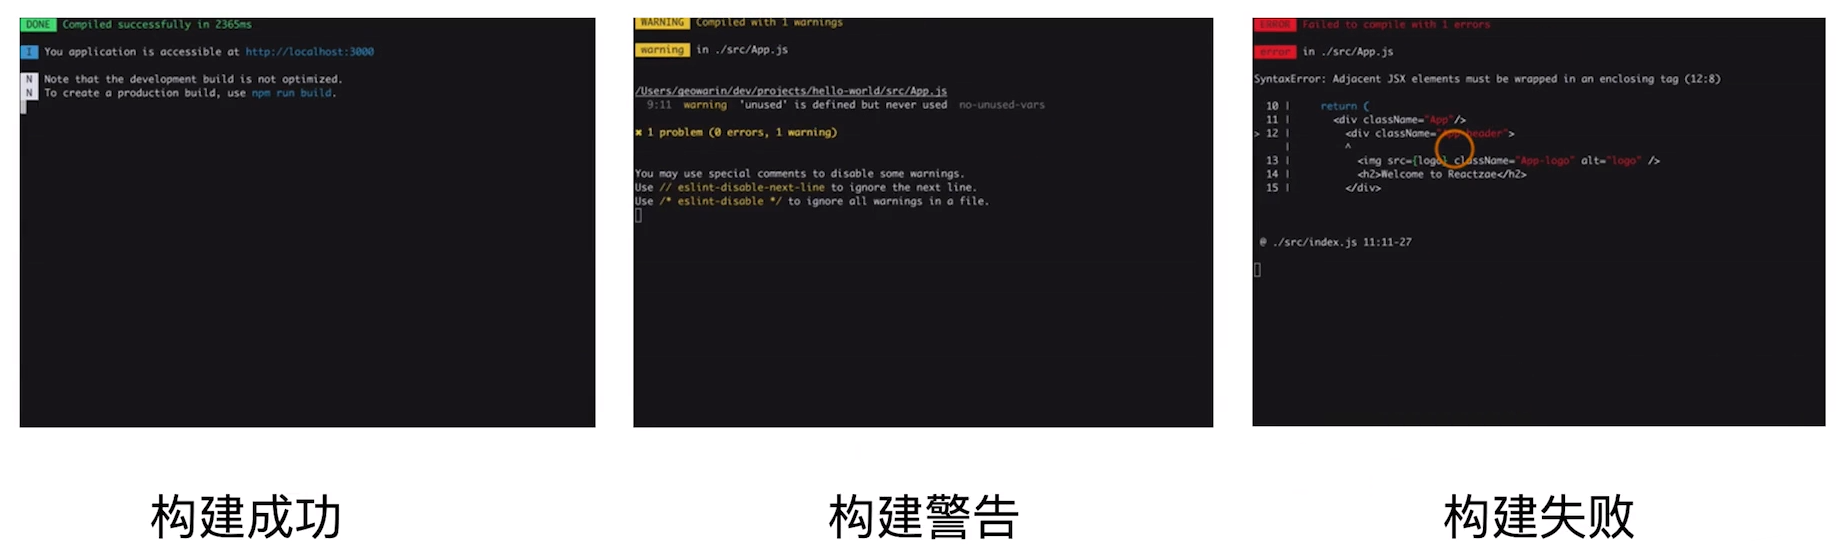 DONE Compiled successfully in 2365ms
I You application is accessible at http://localhost:3000
N Note that the development build is not optimized.
N To create a production build, use npm run build.
构建成功
WARNING Compiled with 1 warnings
warning in ./src/App.js
/Users/geowarin/dev/projects/hello-world/src/App.js
9:11 warning 'unused' is defined but never used no-unused-vars
✖ 1 problem (0 errors, 1 warning)
You may use special comments to disable some warnings.
Use // eslint-disable-next-line to ignore the next line.
Use /* eslint-disable */ to ignore all warnings in a file.
构建警告
ERROR Failed to compile with 1 errors
error in ./src/App.js
SyntaxError: Adjacent JSX elements must be wrapped in an enclosing tag (12:8)
10 | return (
11 | <div className="App"/>
> 12 | <div className="App-header">
| ^
13 | <img src={logo} className="App-logo" alt="logo" />
14 | <h2>Welcome to Reactzae</h2>
15 | </div>
@ ./src/index.js 11:11-27
构建失败